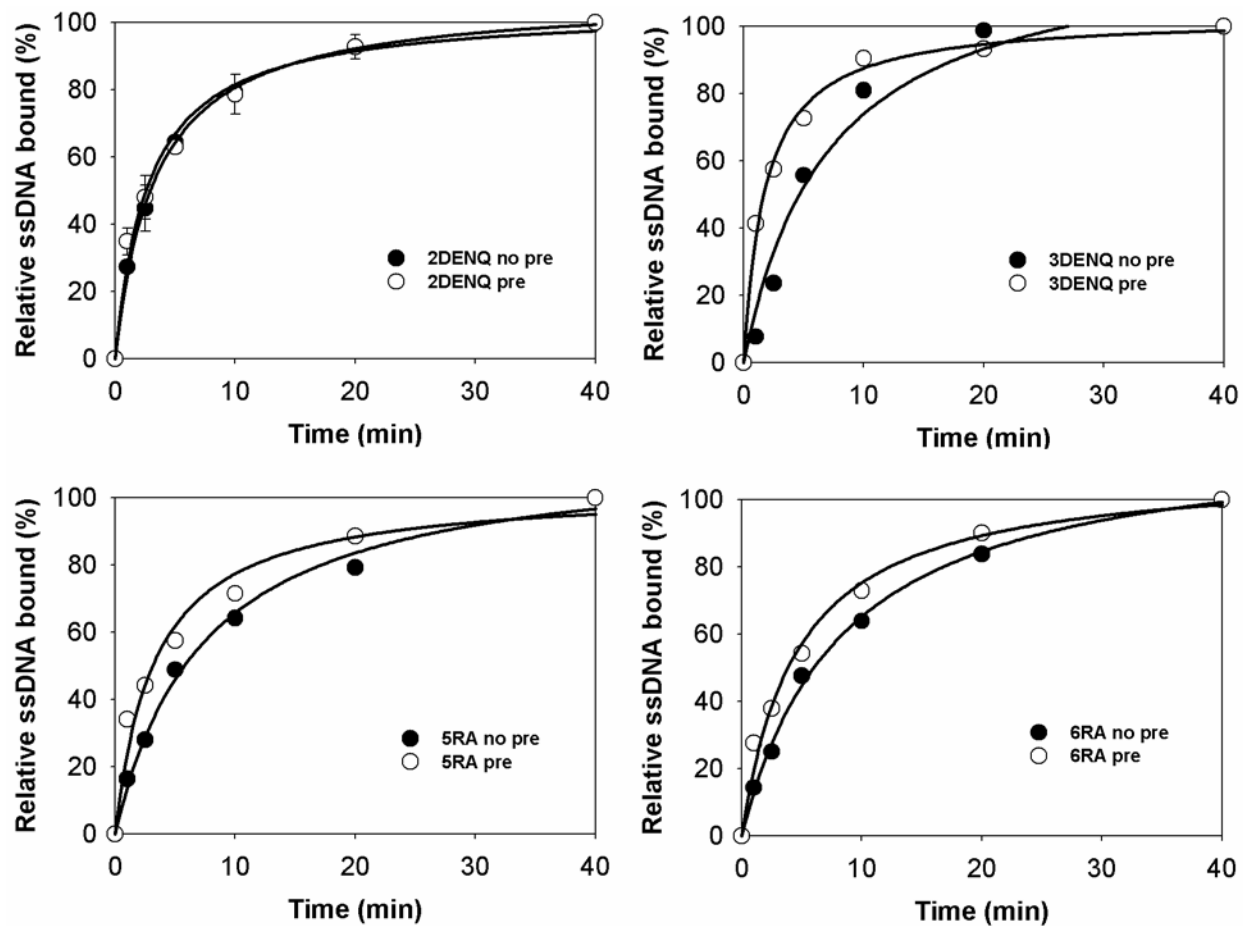 Relative ssDNA bound (%)
100
80
60
40
20
0
2DENQ no pre
2DENQ pre
0 10 20 30 40
Time (min)
Relative ssDNA bound (%)
100
80
60
40
20
0
3DENQ no pre
3DENQ pre
0 10 20 30 40
Time (min)
Relative ssDNA bound (%)
100
80
60
40
20
0
5RA no pre
5RA pre
0 10 20 30 40
Time (min)
Relative ssDNA bound (%)
100
80
60
40
20
0
6RA no pre
6RA pre
0 10 20 30 40
Time (min)